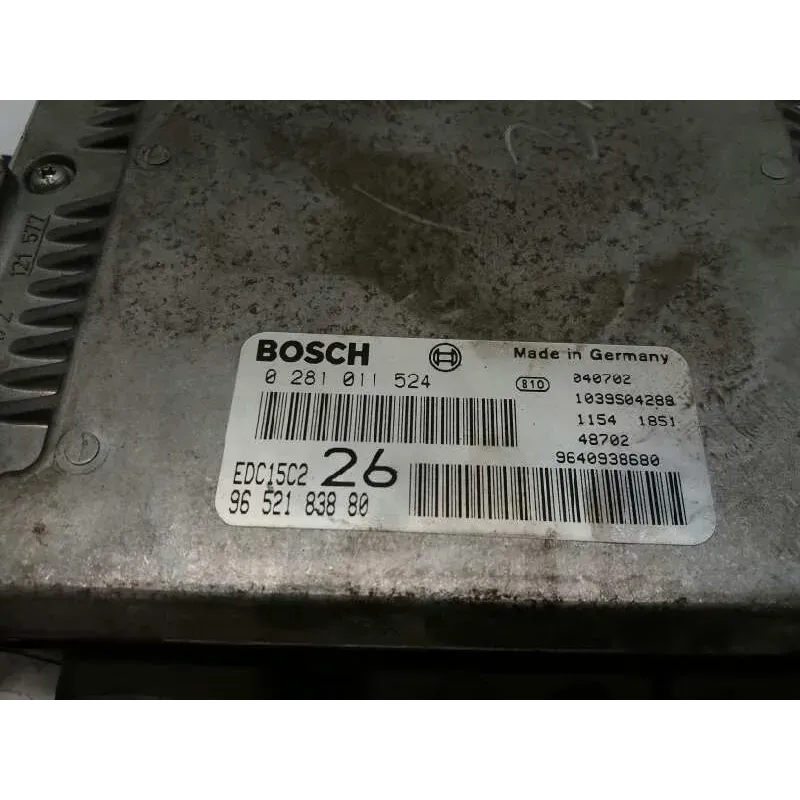 121 577
BOSCH
Made in Germany
0 281 011 524
810
040702
1039S04288
1154 1851
48702
9640938680
EDC15C2 26
96 521 838 80